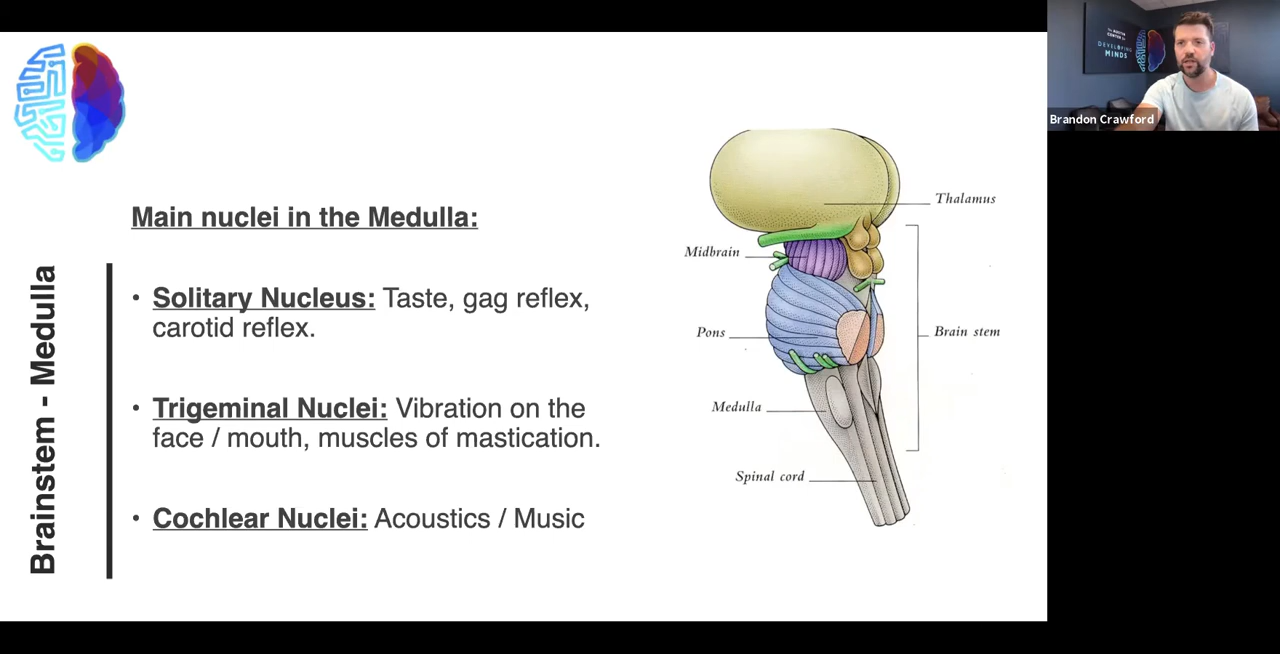 Brainstem - Medulla
Main nuclei in the Medulla:
• Solitary Nucleus: Taste, gag reflex,
carotid reflex.
• Trigeminal Nuclei: Vibration on the
face / mouth, muscles of mastication.
• Cochlear Nuclei: Acoustics / Music
Thalamus
Midbrain
Pons
Brain stem
Medulla
Spinal cord
DEVELOPING
MINDS
Brandon Crawford